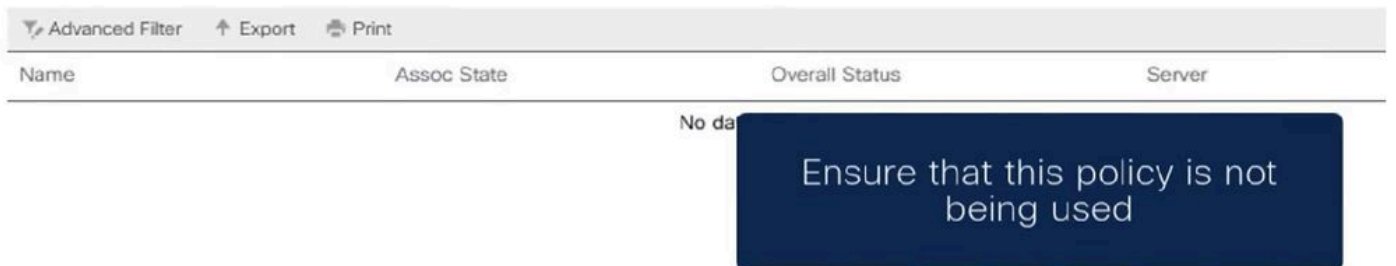 Advanced Filter Export Print
Name Assoc State Overall Status Server
No
Ensure that this policy is not
being used